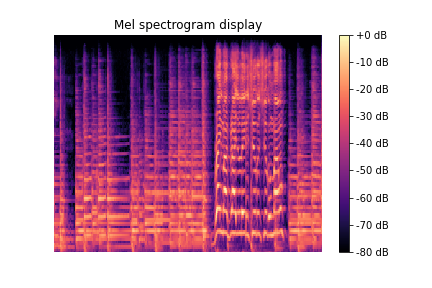 Mel spectrogram display
+0 dB
-10 dB
-20 dB
-30 dB
-40 dB
-50 dB
-60 dB
-70 dB
-80 dB